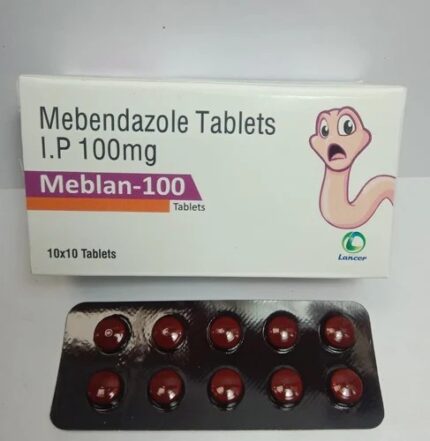 Mebendazole Tablets
I.P 100mg
Meblan-100
Tablets
10x10 Tablets
Lancer